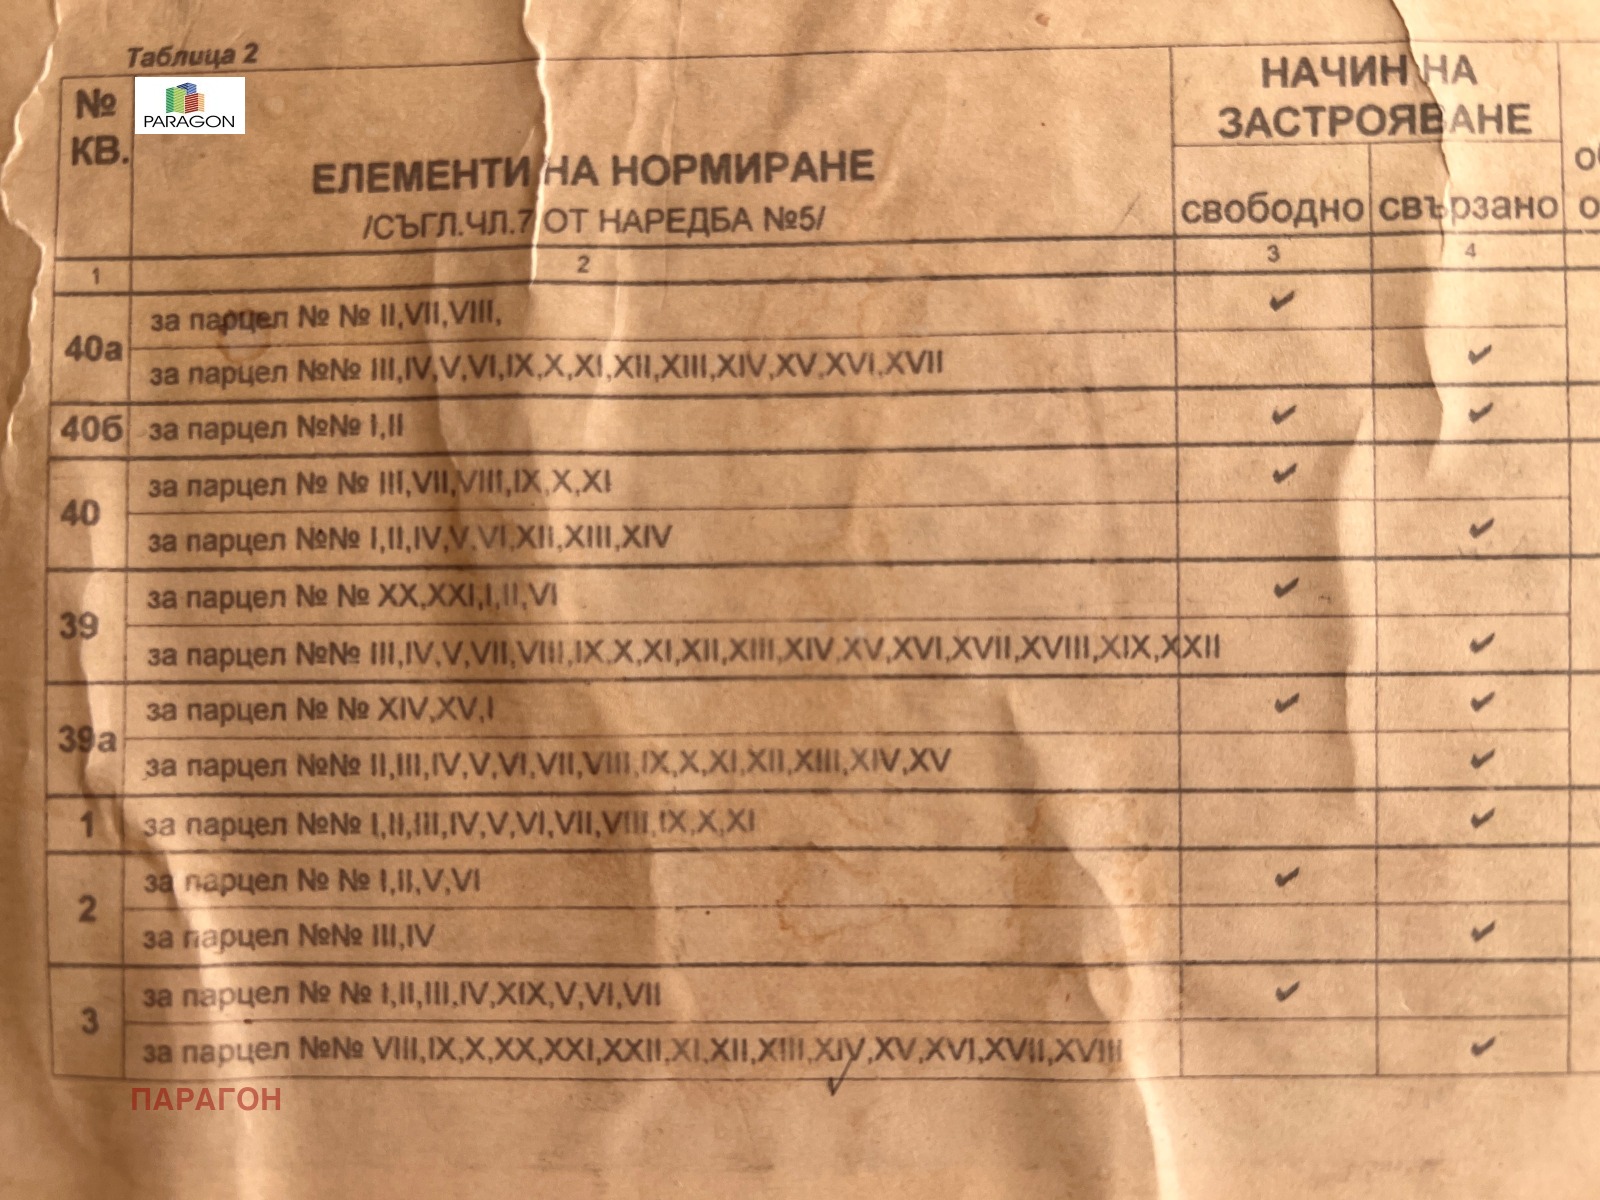 Таблица 2
№ КВ.
PARAGON
ЕЛЕМЕНТИ НА НОРМИРАНЕ
/СЪГЛ.ЧЛ.7 ОТ НАРЕДБА №5/
НАЧИН НА
ЗАСТРОЯВАНЕ
свободно свързано
1 2 3 4
40а
за парцел № № II,VII,VIII, ✓
за парцел №№ III,IV,V,VI,IX,X,XI,XII,XIII,XIV,XV,XVI,XVII ✓
40б за парцел №№ I,II ✓ ✓
40
за парцел № № III,VII,VIII,IX,X,XI ✓
за парцел №№ I,II,IV,V,VI,XII,XIII,XIV ✓
39
за парцел № № XX,XXI,I,II,VI ✓
за парцел №№ III,IV,V,VII,VIII,IX,X,XI,XII,XIII,XIV,XV,XVI,XVII,XVIII,XIX,XXII ✓
39а
за парцел № № XIV,XV,I ✓ ✓
за парцел №№ II,III,IV,V,VI,VII,VIII,IX,X,XI,XII,XIII,XIV,XV ✓
1 за парцел №№ I,II,III,IV,V,VI,VII,VIII,IX,X,XI ✓
2
за парцел № № I,II,V,VI ✓
за парцел №№ III,IV ✓
3
за парцел № № I,II,III,IV,XIX,V,VI,VII ✓
за парцел №№ VIII,IX,X,XX,XXI,XXII,XI,XII,XIII,XIV,XV,XVI,XVII,XVIII ✓
ПАРАГОН